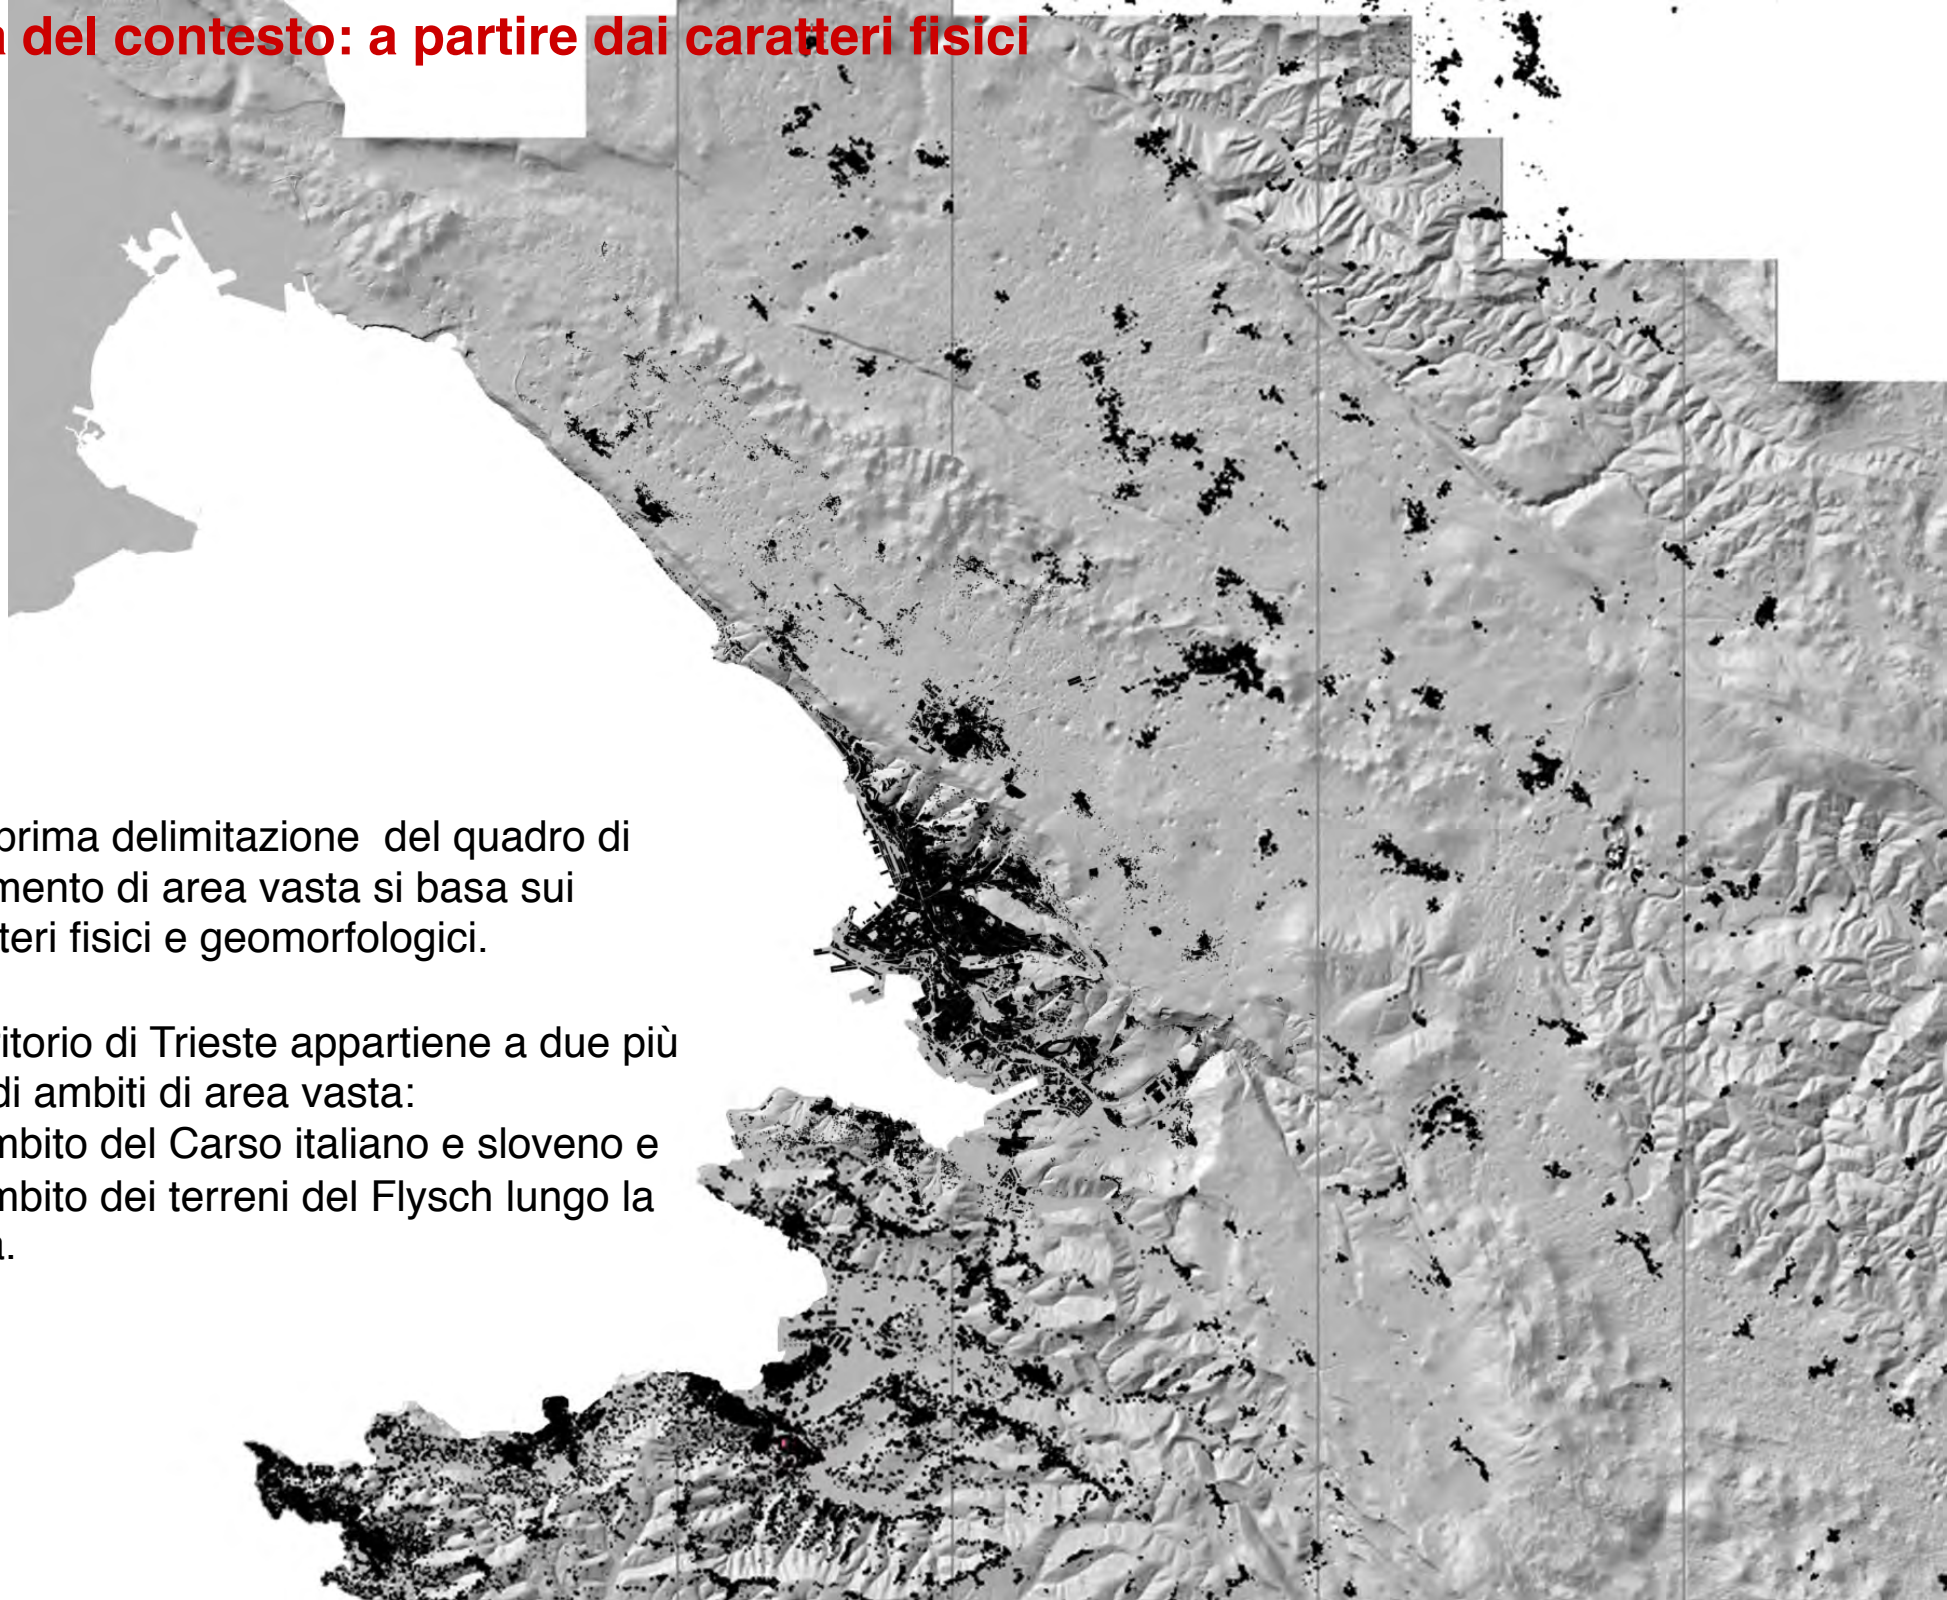 del contesto: a partire dai caratteri fisici
prima delimitazione del quadro di
mento di area vasta si basa sui
teri fisici e geomorfologici.
itorio di Trieste appartiene a due più
di ambiti di area vasta:
mbito del Carso italiano e sloveno e
mbito dei terreni del Flysch lungo la
a.